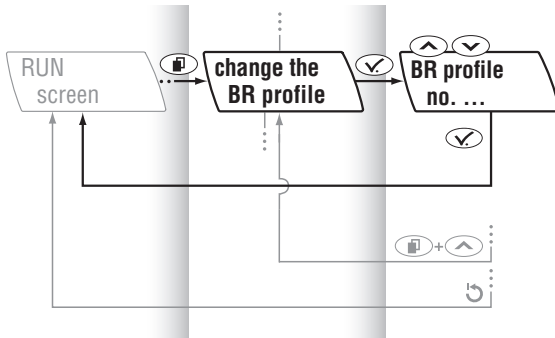 RUN
screen
change the
BR profile
BR profile
no. ...
+